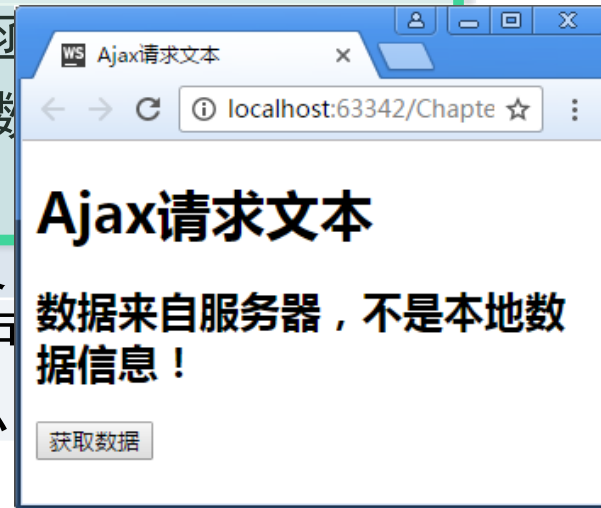 WS Ajax请求文本
localhost:63342/Chapte
Ajax请求文本
数据来自服务器，不是本地数
据信息！
获取数据